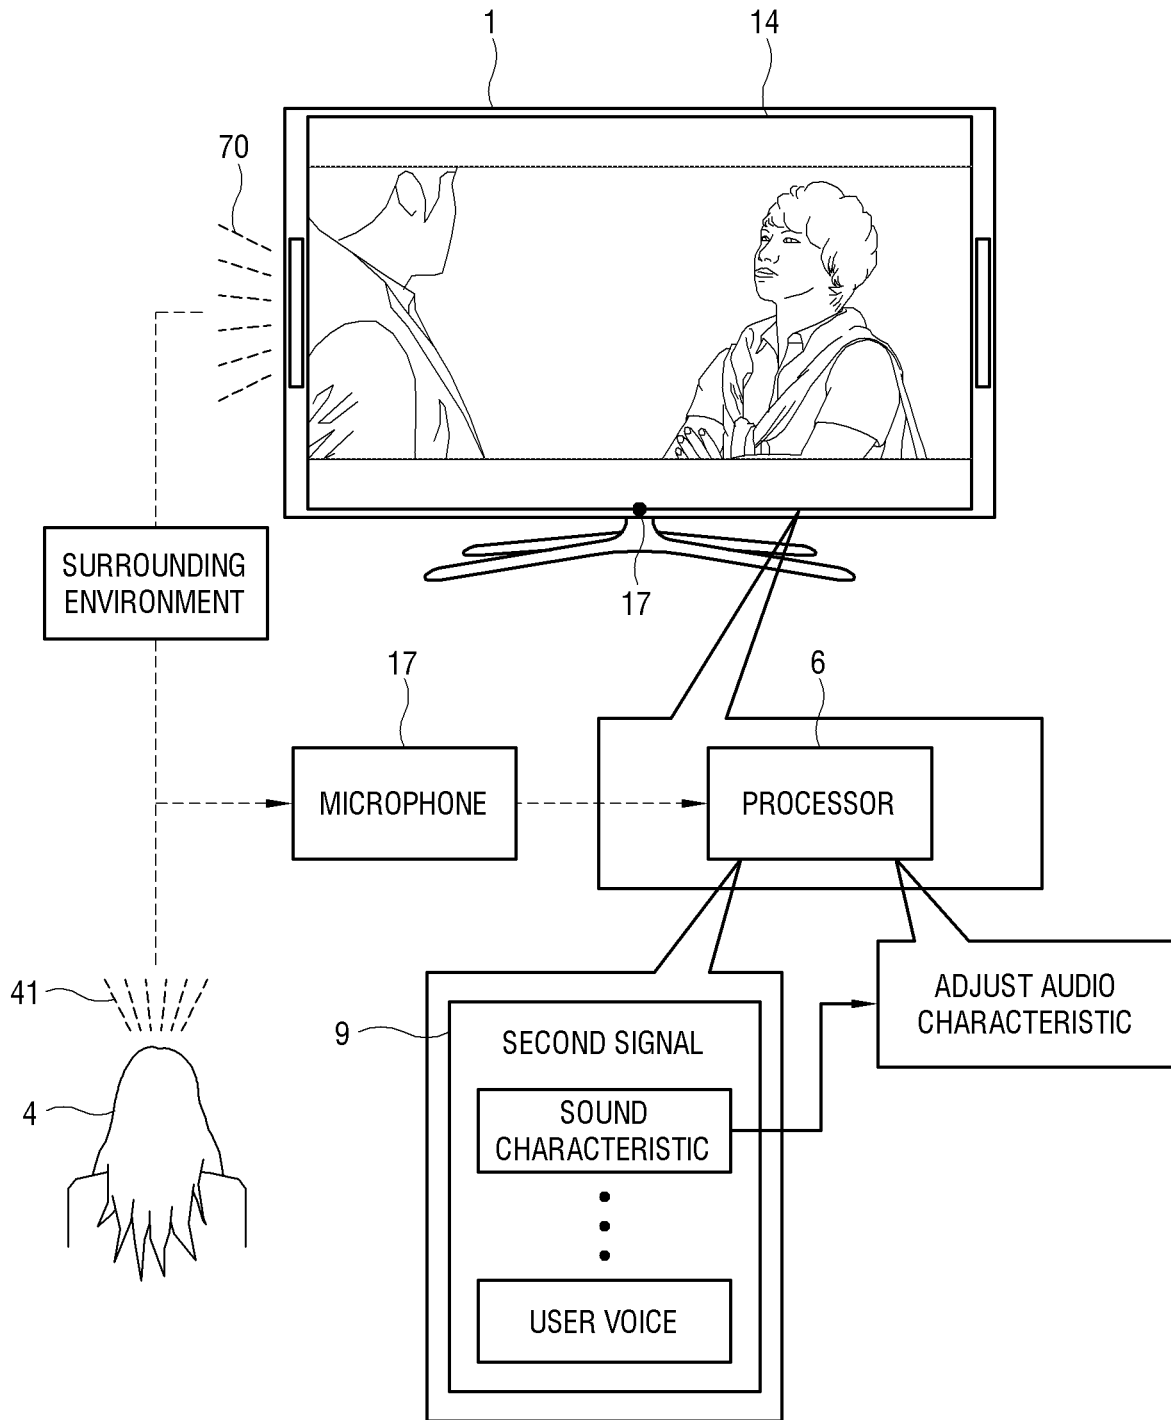 1
14
70
SURROUNDING
ENVIRONMENT
17
17
6
MICROPHONE
PROCESSOR
41
9
SECOND SIGNAL
ADJUST AUDIO
CHARACTERISTIC
4
SOUND
CHARACTERISTIC
USER VOICE